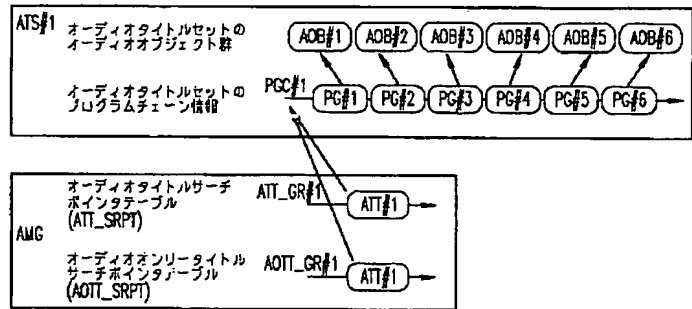 ATS#1
オーディオタイトルセットの
オーディオオブジェクト群
AOB#1 AOB#2 AOB#3 AOB#4 AOB#5 AOB#6
オーディオタイトルセットの
プログラムチェーン情報
PGC#1
PG#1 PG#2 PG#3 PG#4 PG#5 PG#6
AMG
オーディオタイトルサーチ
ポインタテーブル
(ATT_SRPT)
ATT_GR#1
ATT#1
オーディオオンリータイトル
サーチポインタテーブル
(AOTT_SRPT)
AOTT_GR#1
ATT#1